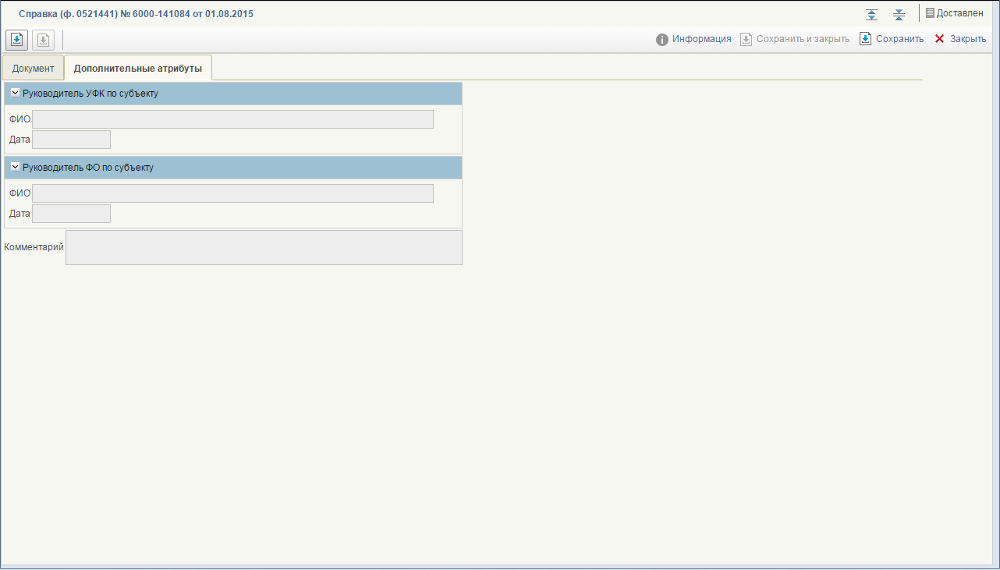 Справка (ф. 0521441) № 6000-141084 от 01.08.2015
Доставлен
Информация
Сохранить и закрыть
Сохранить
Закрыть
Документ
Дополнительные атрибуты
Руководитель УФК по субъекту
ФИО
Дата
Руководитель ФО по субъекту
ФИО
Дата
Комментарий